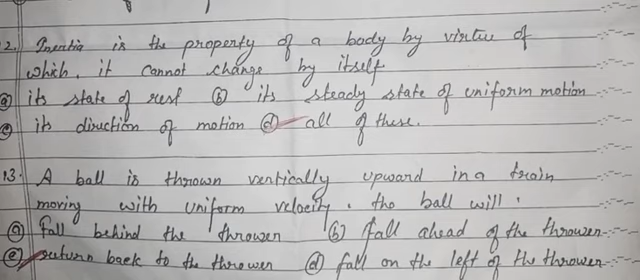 2. Inertia is the property of a body by virtue of
which, it cannot change by itself
(a) its state of rest (b) its steady state of uniform motion
(c) its direction of motion (d) all of these.
13. A ball is thrown vertically upward in a train
moving with uniform velocity. the ball will.
(a) fall behind the thrower (b) fall ahead of the thrower
(c) return back to the thrower (d) fall on the left of the thrower